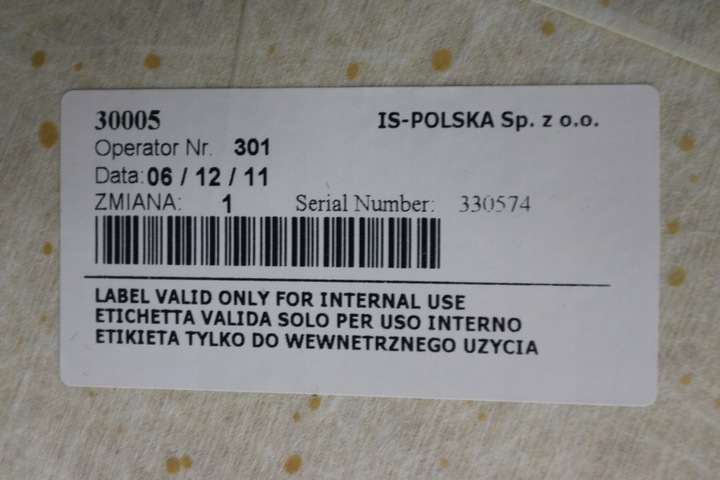 30005 IS-POLSKA Sp. z o.o.
Operator Nr. 301
Data: 06 / 12 / 11
ZMIANA: 1 Serial Number: 330574
LABEL VALID ONLY FOR INTERNAL USE
ETICHETTA VALIDA SOLO PER USO INTERNO
ETIKIETA TYLKO DO WEWNETRZNEGO UZYCIA